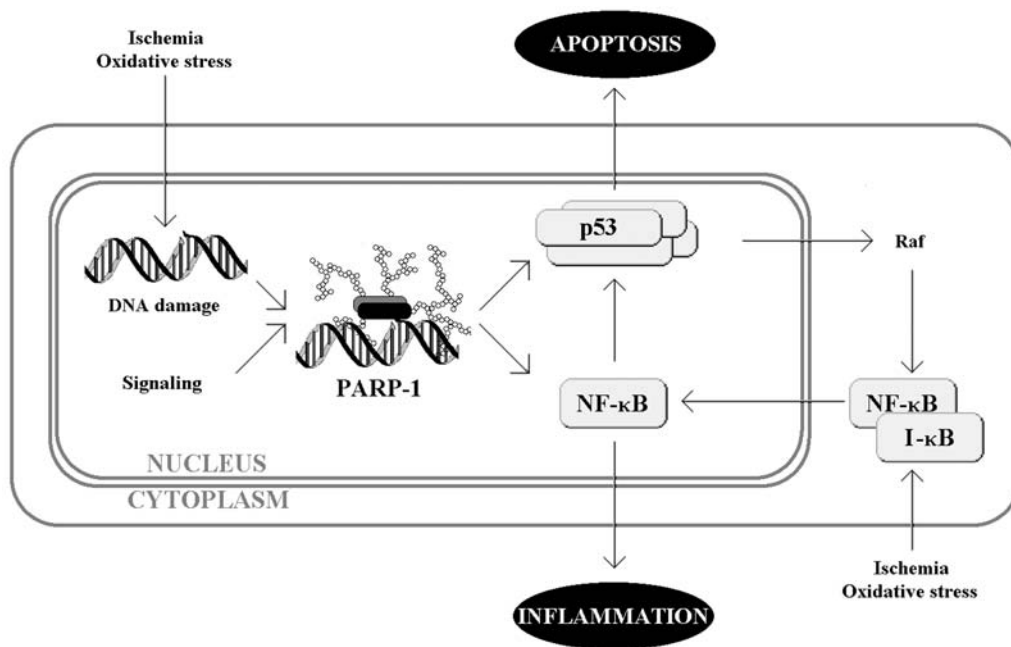 Ischemia
Oxidative stress
APOPTOSIS
p53
Raf
DNA damage
Signaling
PARP-1
NF-κB
NF-κB
I-κB
NUCLEUS
CYTOPLASM
Ischemia
Oxidative stress
INFLAMMATION